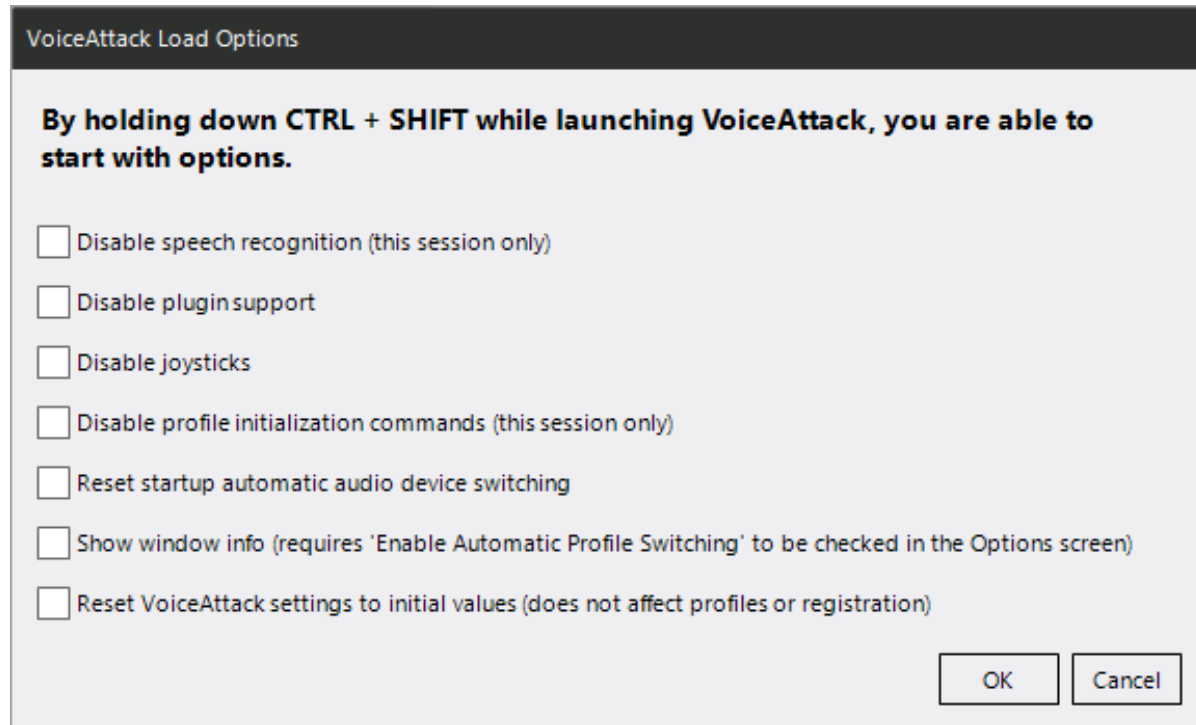 VoiceAttack Load Options
By holding down CTRL + SHIFT while launching VoiceAttack, you are able to
start with options.
Disable speech recognition (this session only)
Disable plugin support
Disable joysticks
Disable profile initialization commands (this session only)
Reset startup automatic audio device switching
Show window info (requires 'Enable Automatic Profile Switching' to be checked in the Options screen)
Reset VoiceAttack settings to initial values (does not affect profiles or registration)
OK Cancel